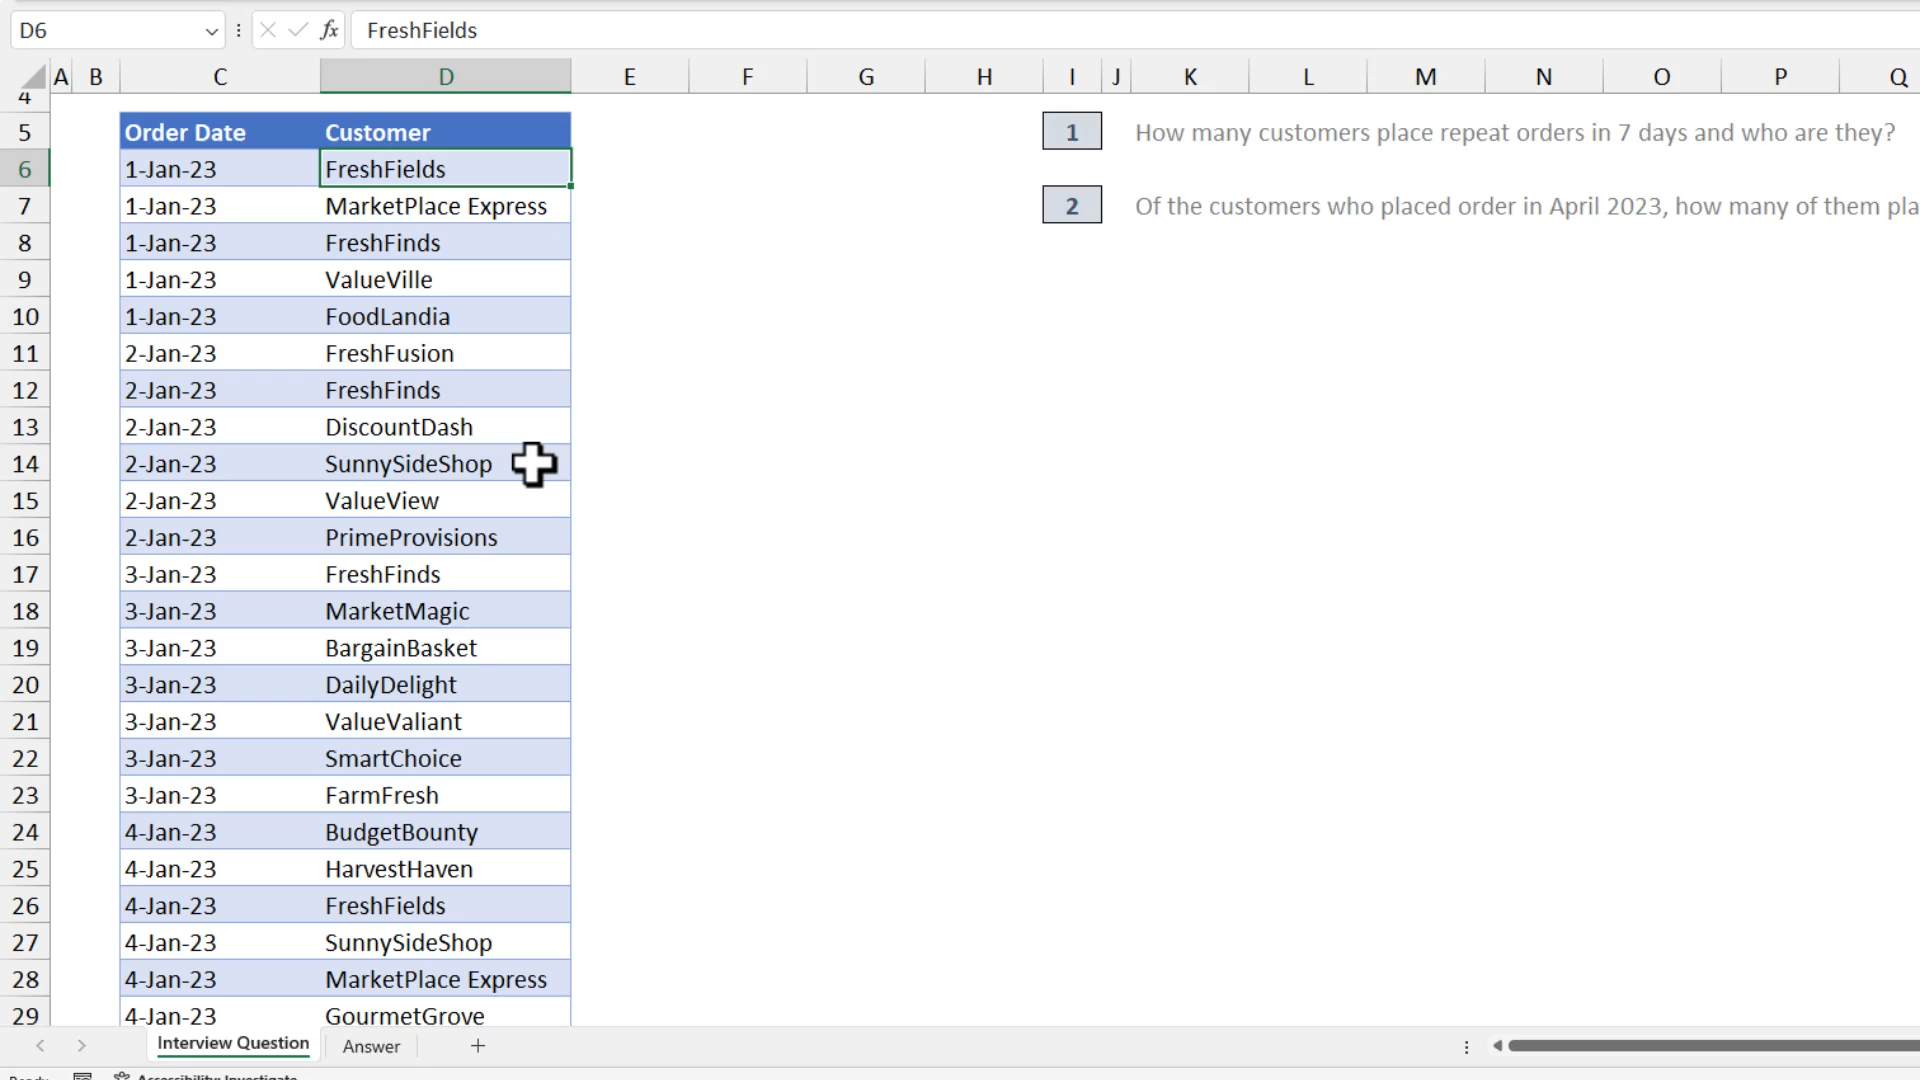 D6 fx FreshFields
A B C D E F G H I J K L M N O P Q
4
5 Order Date Customer 1 How many customers place repeat orders in 7 days and who are they?
6 1-Jan-23 FreshFields
7 1-Jan-23 MarketPlace Express 2 Of the customers who placed order in April 2023, how many of them pla
8 1-Jan-23 FreshFinds
9 1-Jan-23 ValueVille
10 1-Jan-23 FoodLandia
11 2-Jan-23 FreshFusion
12 2-Jan-23 FreshFinds
13 2-Jan-23 DiscountDash
14 2-Jan-23 SunnySideShop
15 2-Jan-23 ValueView
16 2-Jan-23 PrimeProvisions
17 3-Jan-23 FreshFinds
18 3-Jan-23 MarketMagic
19 3-Jan-23 BargainBasket
20 3-Jan-23 DailyDelight
21 3-Jan-23 ValueValiant
22 3-Jan-23 SmartChoice
23 3-Jan-23 FarmFresh
24 4-Jan-23 BudgetBounty
25 4-Jan-23 HarvestHaven
26 4-Jan-23 FreshFields
27 4-Jan-23 SunnySideShop
28 4-Jan-23 MarketPlace Express
29 4-Jan-23 GourmetGrove
Interview Question Answer +
Ready Accessibility: Investigate